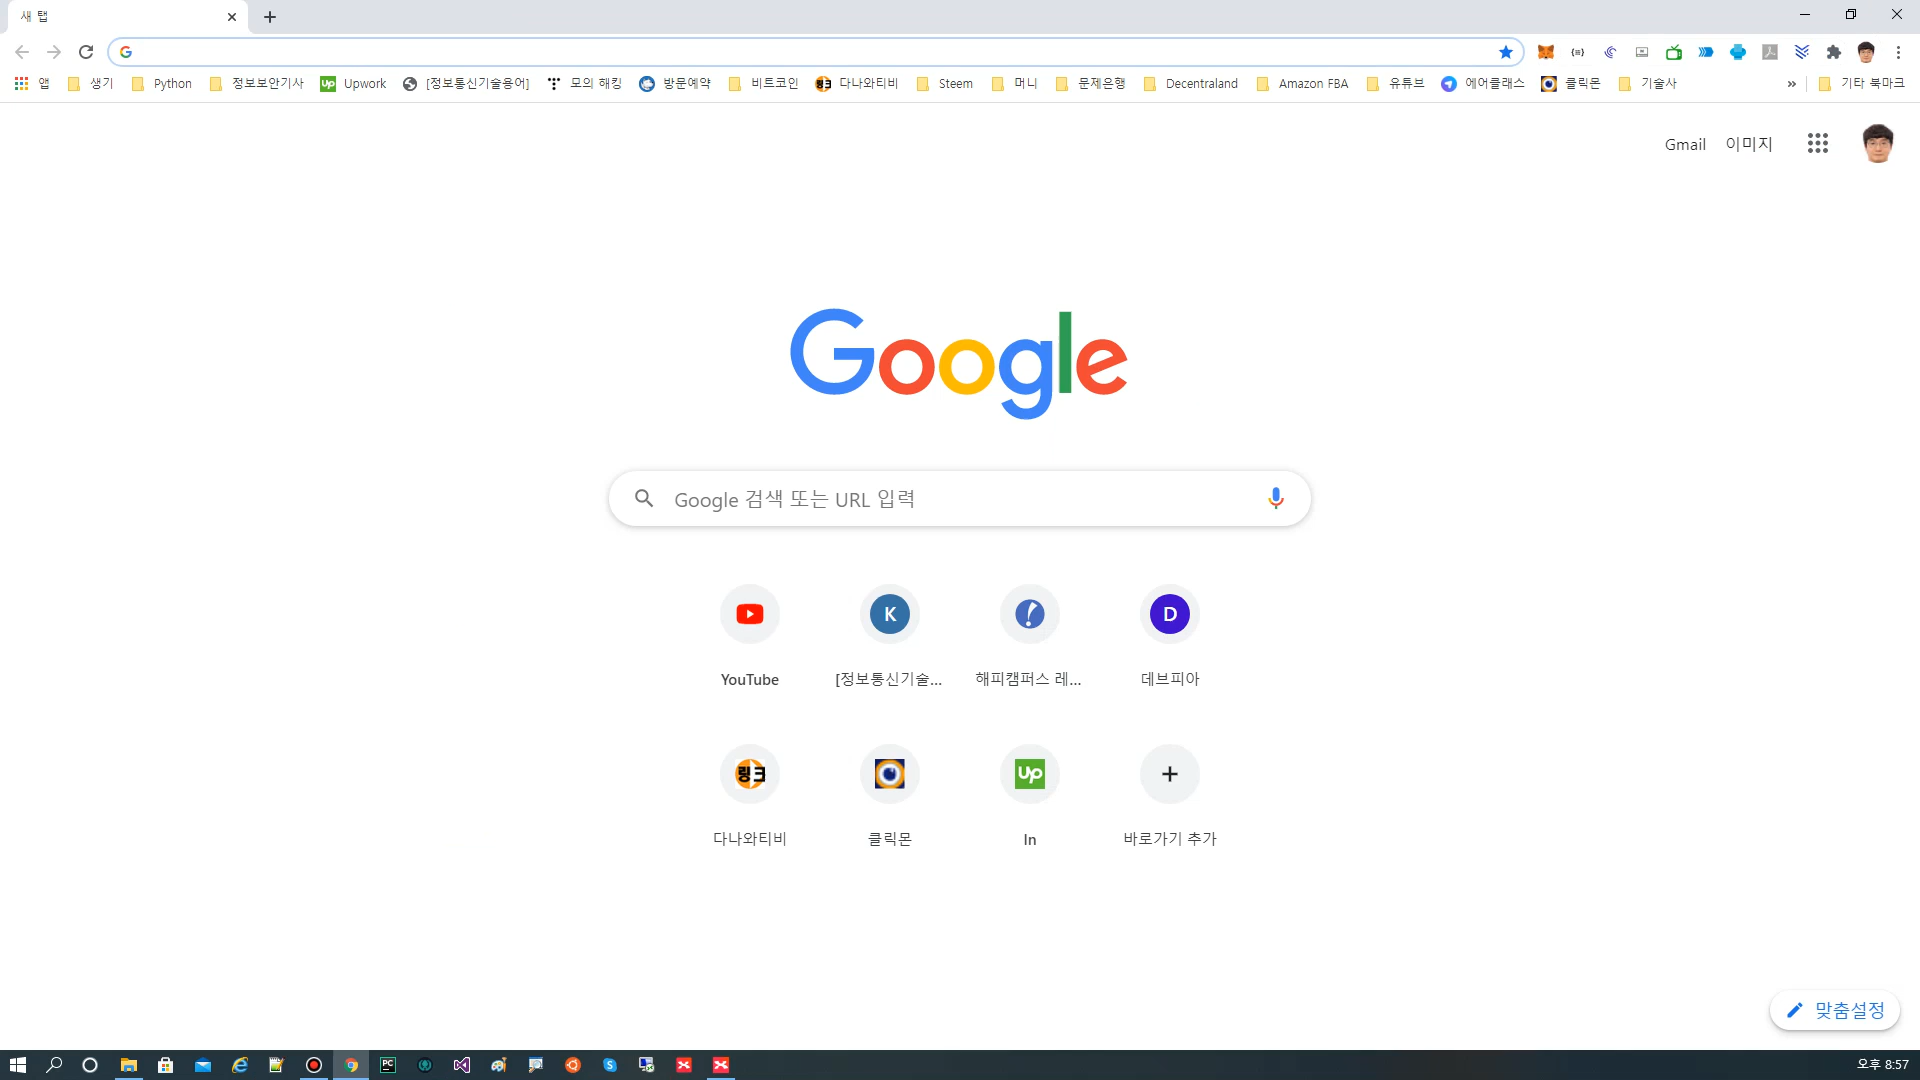 새 탭
앱 생기 Python 정보보안기사 Upwork [정보통신기술용어] 모의 해킹 방문예약 비트코인 다나와티비 Steem 머니 문제은행 Decentraland Amazon FBA 유튜브 에어클래스 클릭몬 기술사 » 기타 북마크
Gmail 이미지
Google
Google 검색 또는 URL 입력
K D
YouTube [정보통신기술... 해피캠퍼스 레... 데브피아
링크 Up
다나와티비 클릭몬 In 바로가기 추가
맞춤설정
오후 8:57